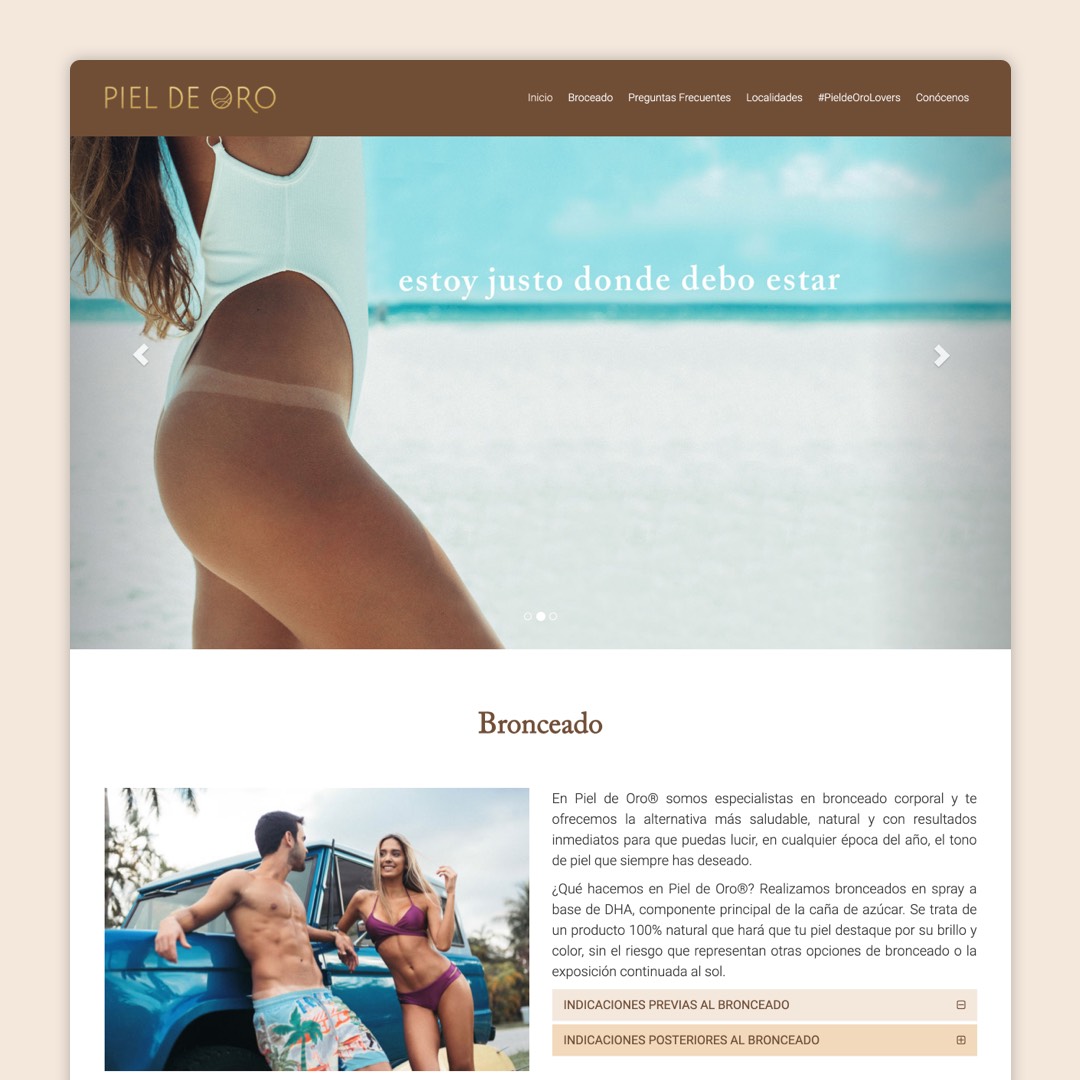 PIEL DE ORO
Inicio Broceado Preguntas Frecuentes Localidades #PieldeOroLovers Conócenos
estoy justo donde debo estar
Bronceado
En Piel de Oro® somos especialistas en bronceado corporal y te
ofrecemos la alternativa más saludable, natural y con resultados
inmediatos para que puedas lucir, en cualquier época del año, el tono
de piel que siempre has deseado.
¿Qué hacemos en Piel de Oro®? Realizamos bronceados en spray a
base de DHA, componente principal de la caña de azúcar. Se trata de
un producto 100% natural que hará que tu piel destaque por su brillo y
color, sin el riesgo que representan otras opciones de bronceado o la
exposición continuada al sol.
INDICACIONES PREVIAS AL BRONCEADO
INDICACIONES POSTERIORES AL BRONCEADO